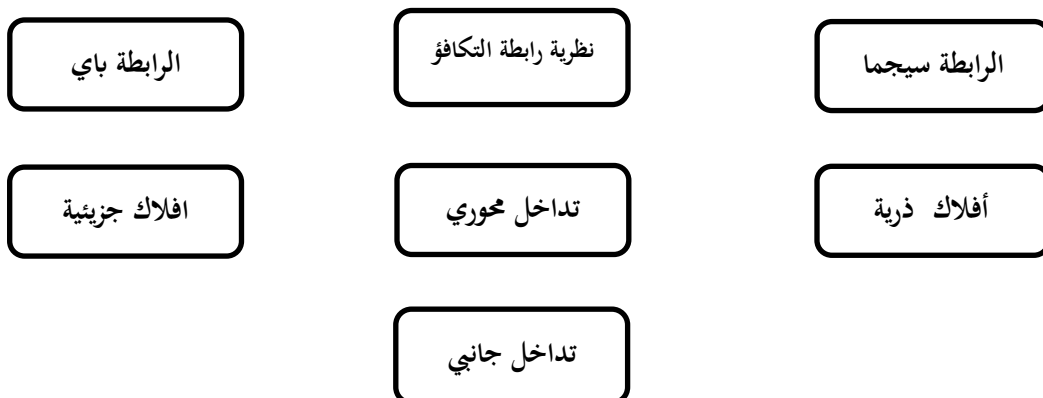 الرابطة سيجما
نظرية رابطة التكافؤ
الرابطة باي
أفلاك ذرية
تداخل محوري
افلاك جزيئية
تداخل جانبي